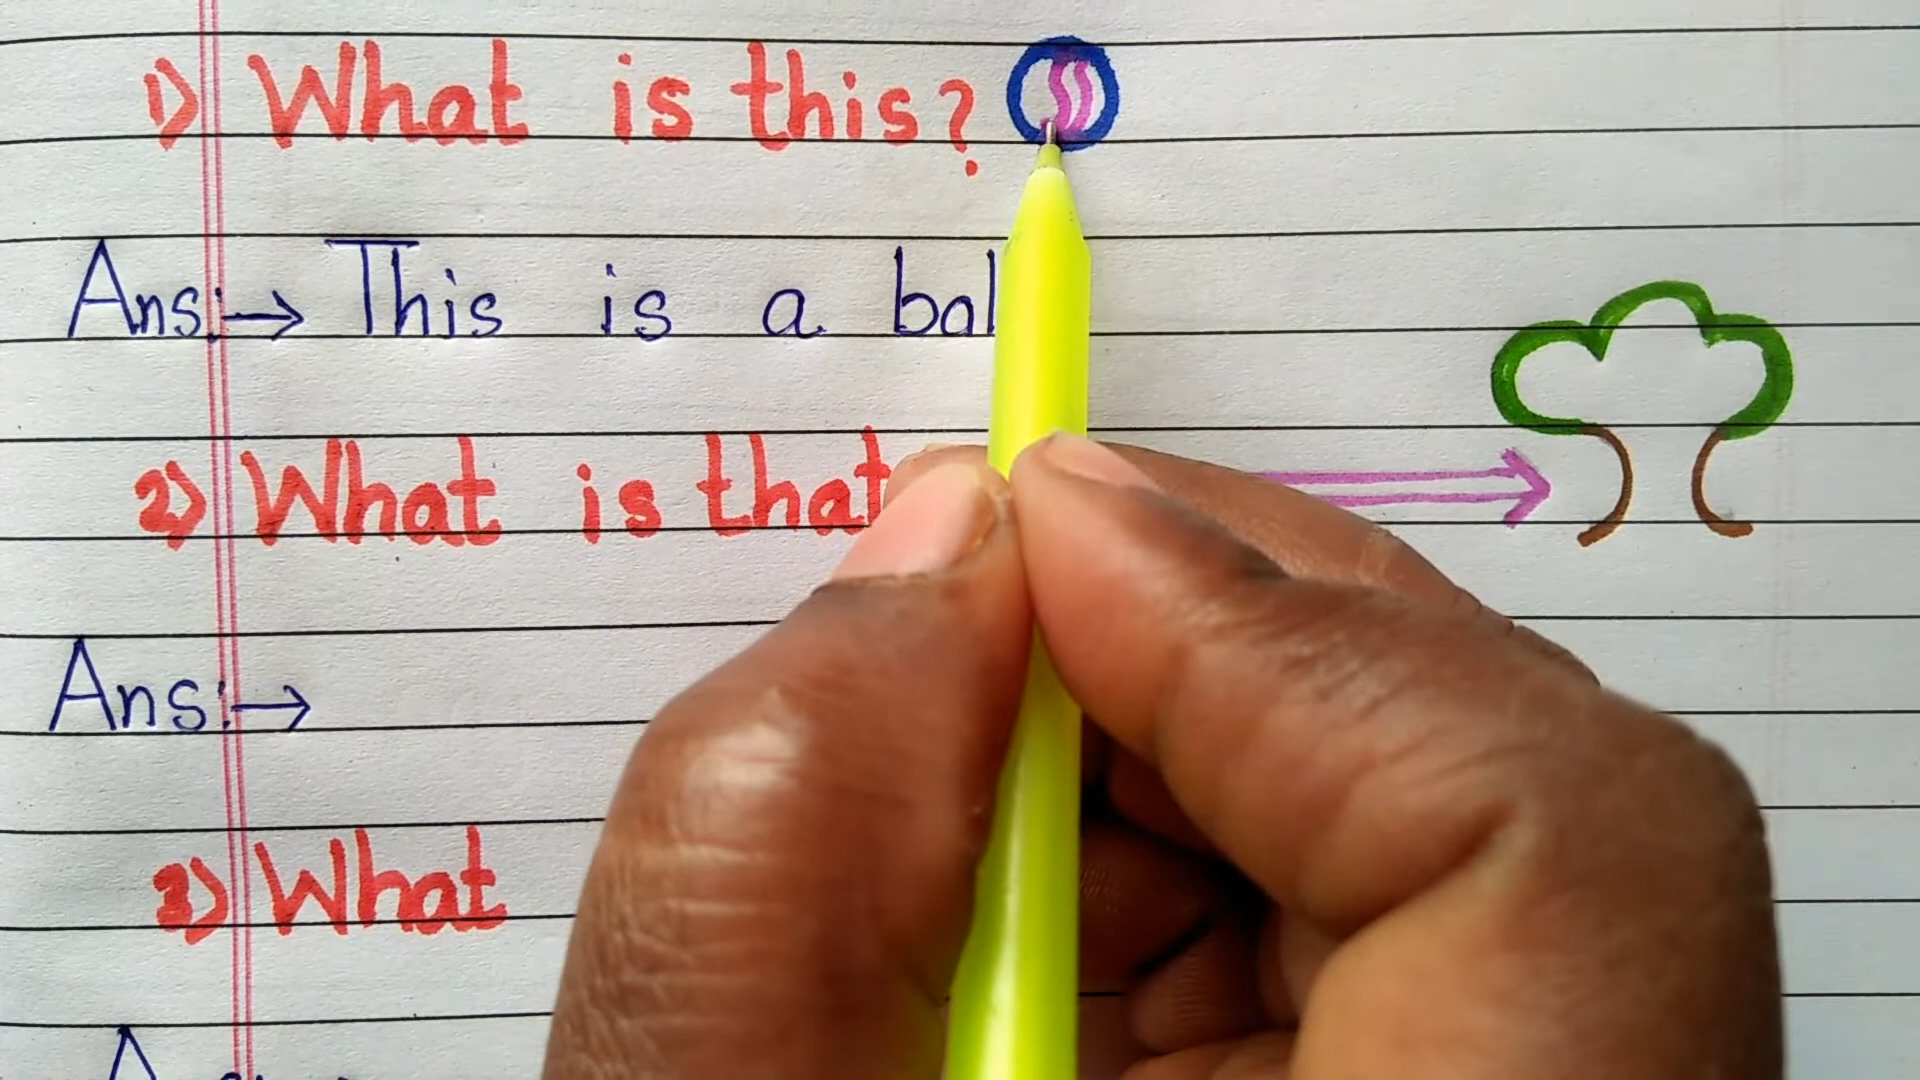 1) What is this?
Ans:→ This is a bal
2) What is that
Ans:→
3) What